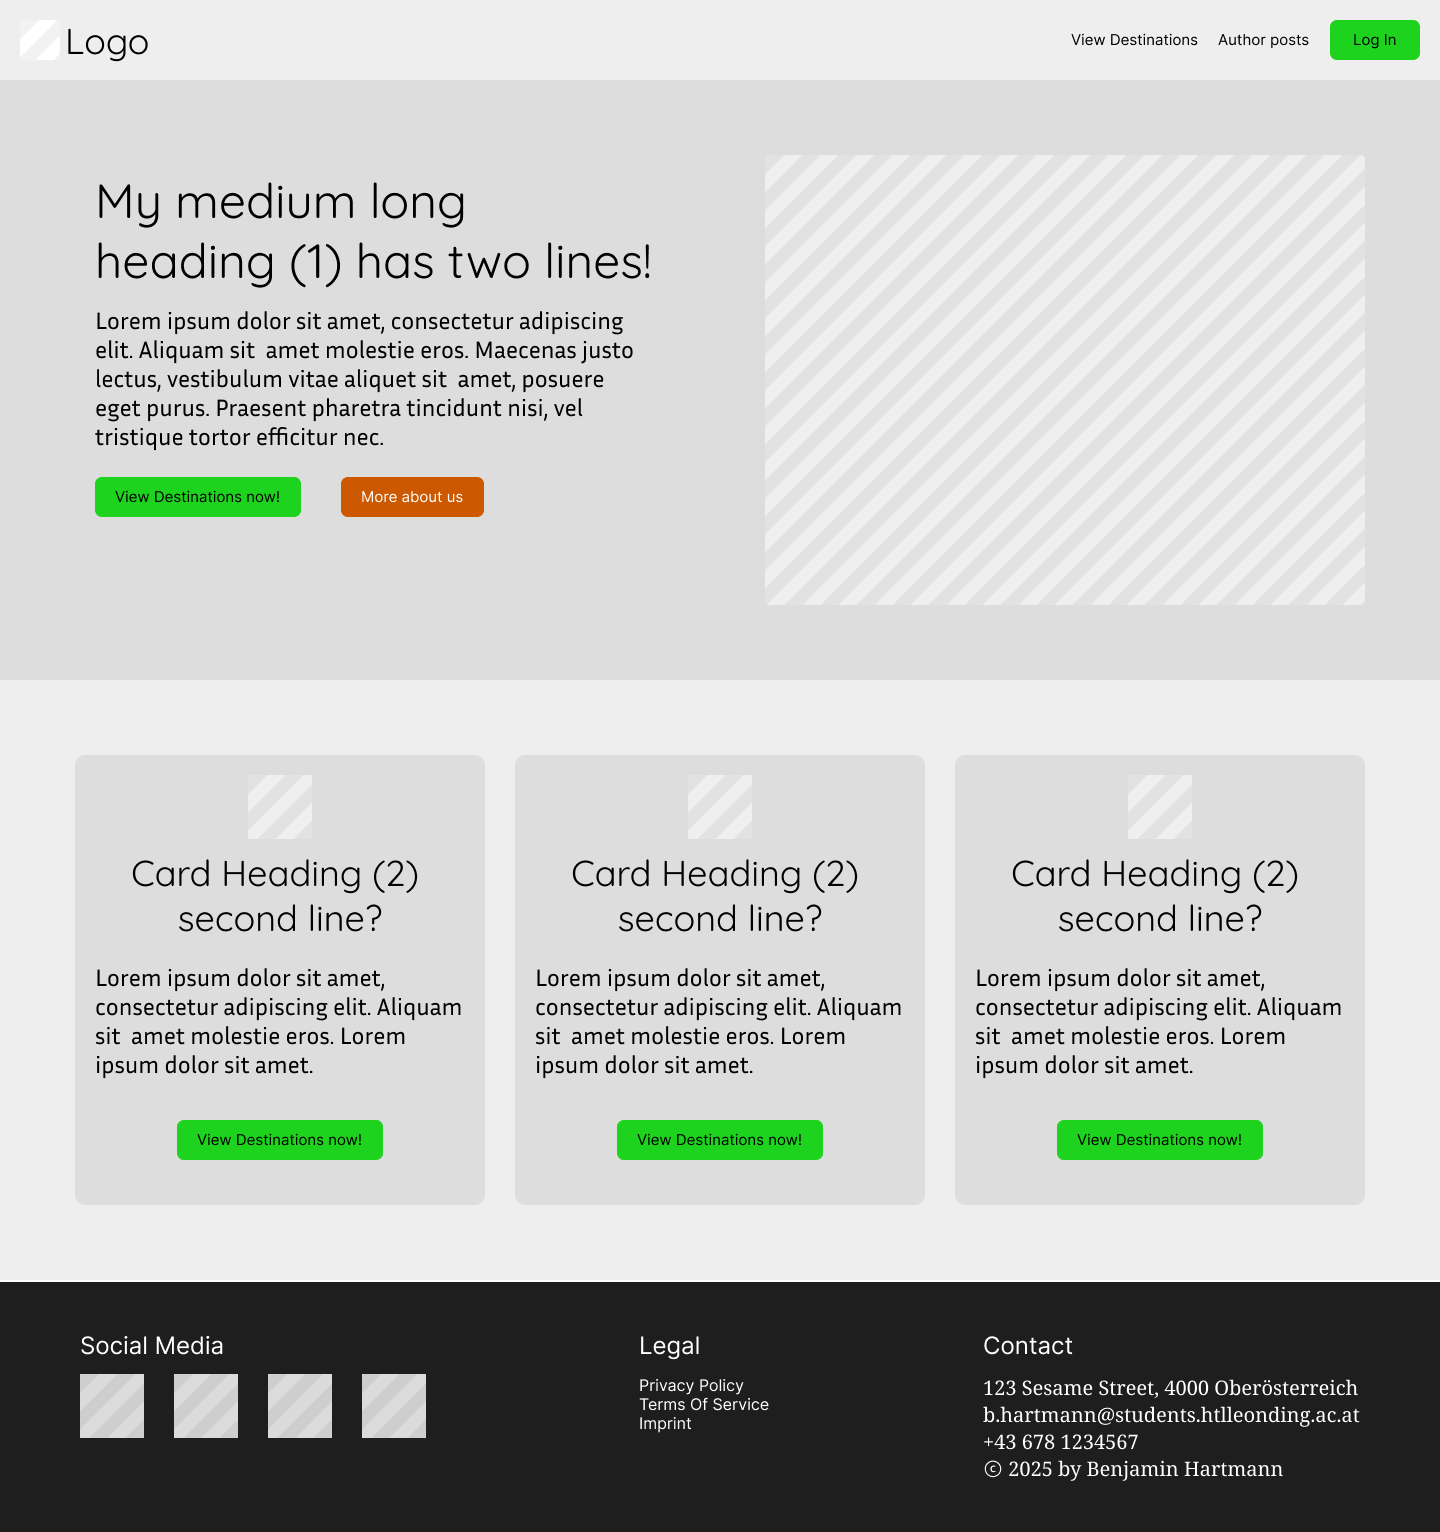 Logo
View Destinations Author posts Log In
My medium long
heading (1) has two lines!
Lorem ipsum dolor sit amet, consectetur adipiscing
elit. Aliquam sit  amet molestie eros. Maecenas justo
lectus, vestibulum vitae aliquet sit  amet, posuere
eget purus. Praesent pharetra tincidunt nisi, vel
tristique tortor efficitur nec.
View Destinations now! More about us
Card Heading (2)
second line?
Lorem ipsum dolor sit amet,
consectetur adipiscing elit. Aliquam
sit  amet molestie eros. Lorem
ipsum dolor sit amet.
View Destinations now!
Card Heading (2)
second line?
Lorem ipsum dolor sit amet,
consectetur adipiscing elit. Aliquam
sit  amet molestie eros. Lorem
ipsum dolor sit amet.
View Destinations now!
Card Heading (2)
second line?
Lorem ipsum dolor sit amet,
consectetur adipiscing elit. Aliquam
sit  amet molestie eros. Lorem
ipsum dolor sit amet.
View Destinations now!
Social Media
Legal
Privacy Policy
Terms Of Service
Imprint
Contact
123 Sesame Street, 4000 Oberösterreich
b.hartmann@students.htlleonding.ac.at
+43 678 1234567
© 2025 by Benjamin Hartmann